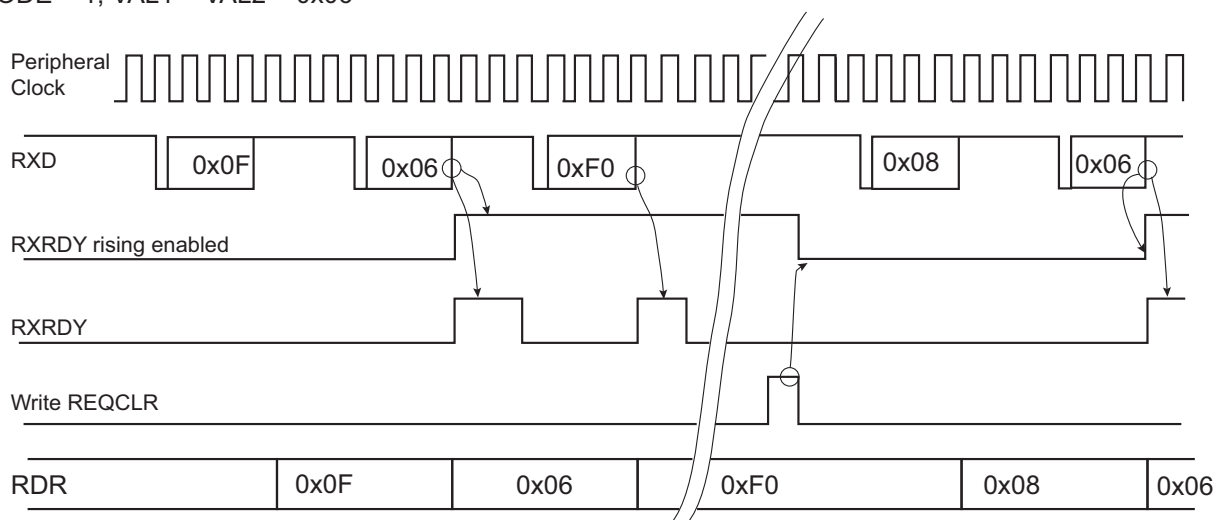 ODE = 1, VAL1 = VAL2 = 0x06
Peripheral
Clock
RXD 0x0F 0x06 0xF0 0x08 0x06
RXRDY rising enabled
RXRDY
Write REQCLR
RDR 0x0F 0x06 0xF0 0x08 0x06